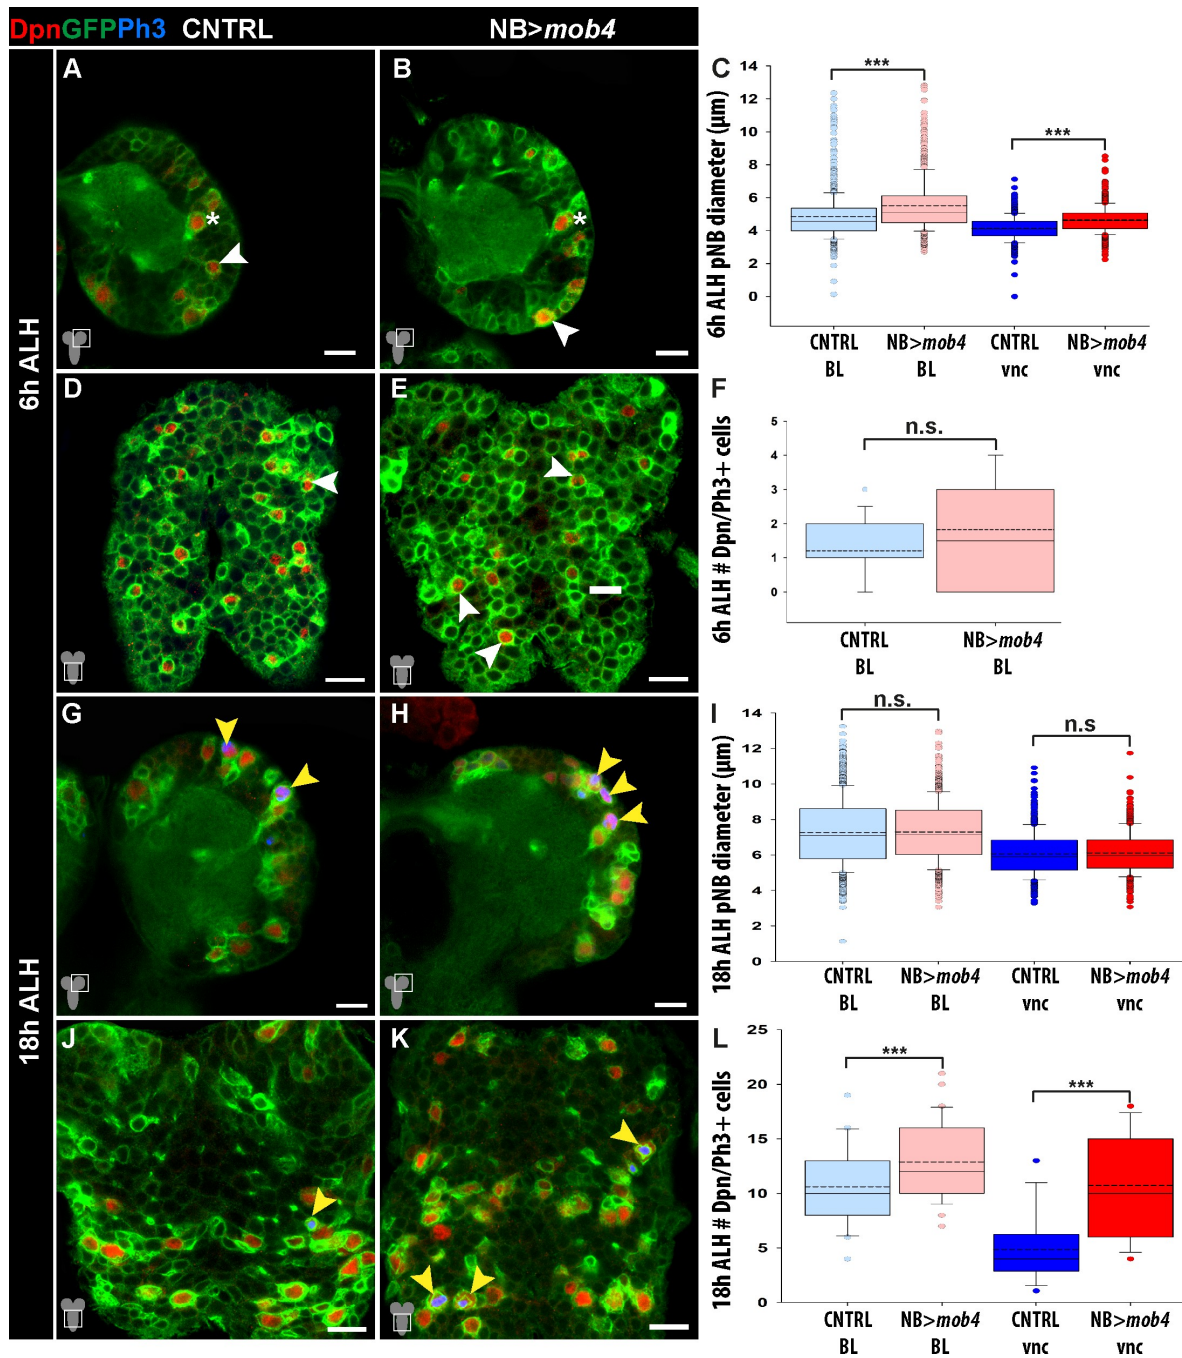 DpnGFPPh3 CNTRL NB>mob4
6h ALH
A
*
B
*
C
6h ALH pNB diameter (µm)
14
12
10
8
6
4
2
0
***
***
CNTRL BL
NB>mob4 BL
CNTRL vnc
NB>mob4 vnc
D
E
F
6h ALH # Dpn/Ph3+ cells
5
4
3
2
1
0
n.s.
CNTRL BL
NB>mob4 BL
18h ALH
G
H
I
18h ALH pNB diameter (µm)
14
12
10
8
6
4
2
0
n.s.
n.s
CNTRL BL
NB>mob4 BL
CNTRL vnc
NB>mob4 vnc
J
K
L
18h ALH # Dpn/Ph3+ cells
25
20
15
10
5
0
***
***
CNTRL BL
NB>mob4 BL
CNTRL vnc
NB>mob4 vnc